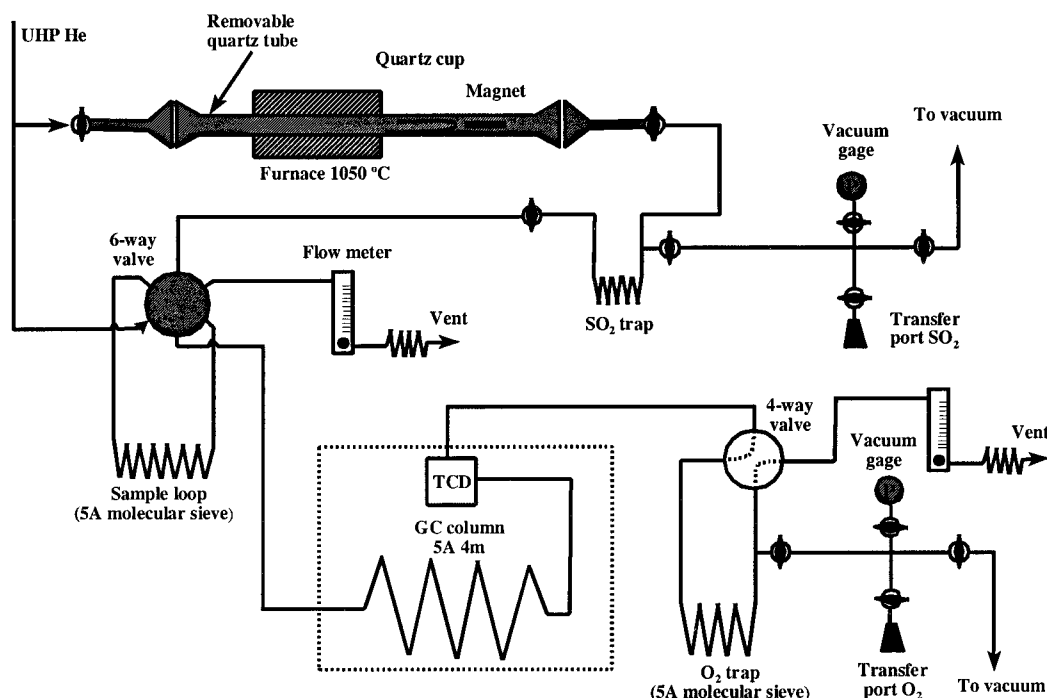 UHP He
Removable
quartz tube
Quartz cup
Magnet
Furnace 1050 °C
Vacuum
gage
To vacuum
6-way
valve
Flow meter
Vent
SO₂ trap
Transfer
port SO₂
Sample loop
(5A molecular sieve)
TCD
GC column
5A 4m
4-way
valve
Vacuum
gage
Vent
O₂ trap
(5A molecular sieve)
Transfer
port O₂
To vacuum